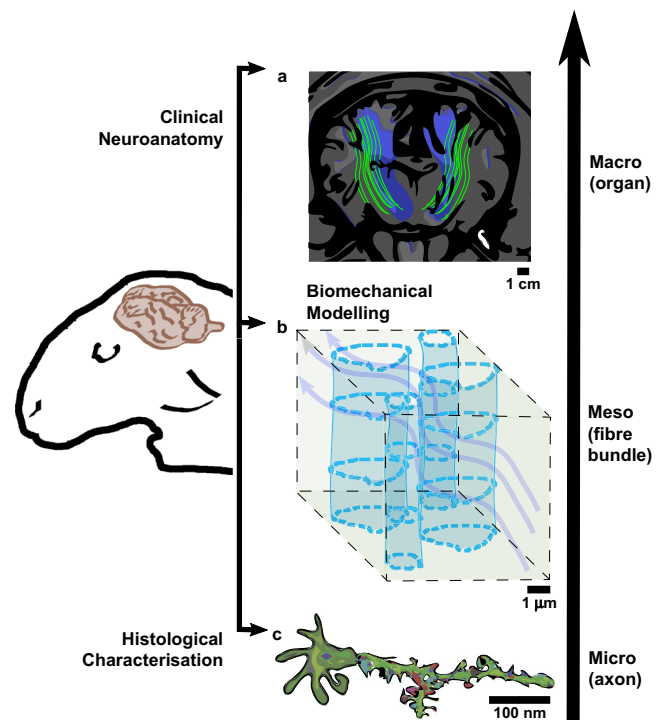 a
Clinical
Neuroanatomy
Macro
(organ)
1 cm
Biomechanical
Modelling
b
Meso
(fibre
bundle)
1 µm
Histological
Characterisation
c
Micro
(axon)
100 nm